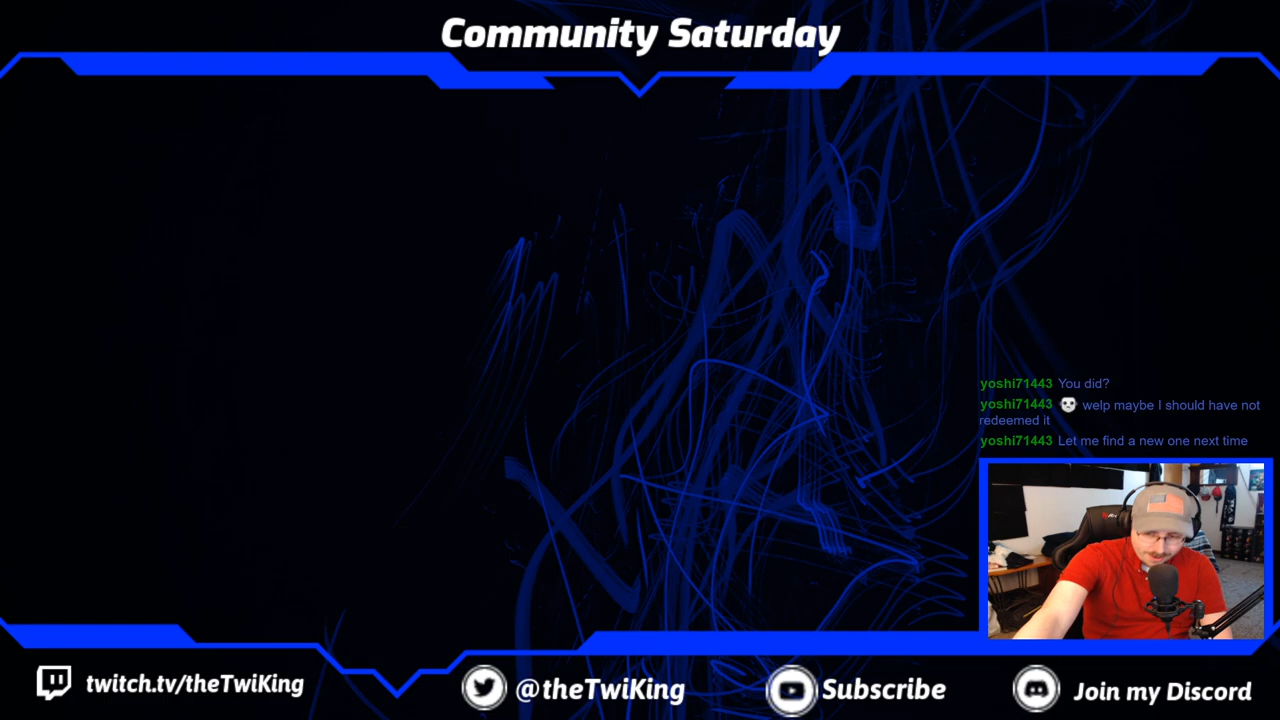 Community Saturday
yoshi71443 You did?
yoshi71443 welp maybe I should have not
redeemed it
yoshi71443 Let me find a new one next time
twitch.tv/theTwiKing
@theTwiKing
Subscribe
Join my Discord